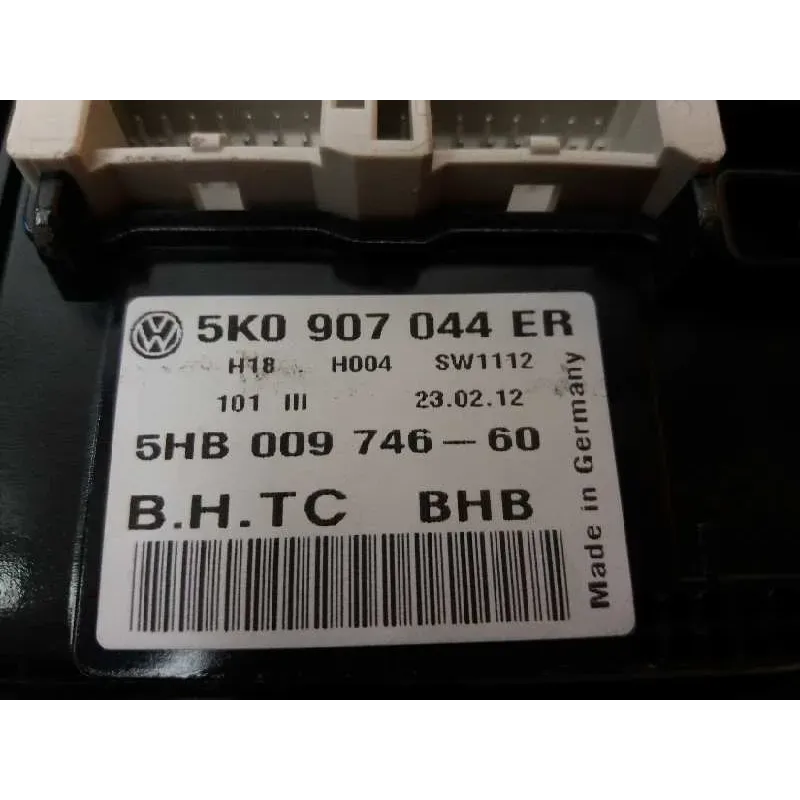 5K0 907 044 ER
H18 H004 SW1112
101 III 23.02.12
5HB 009 746-60
B.H.TC BHB
Made in Germany